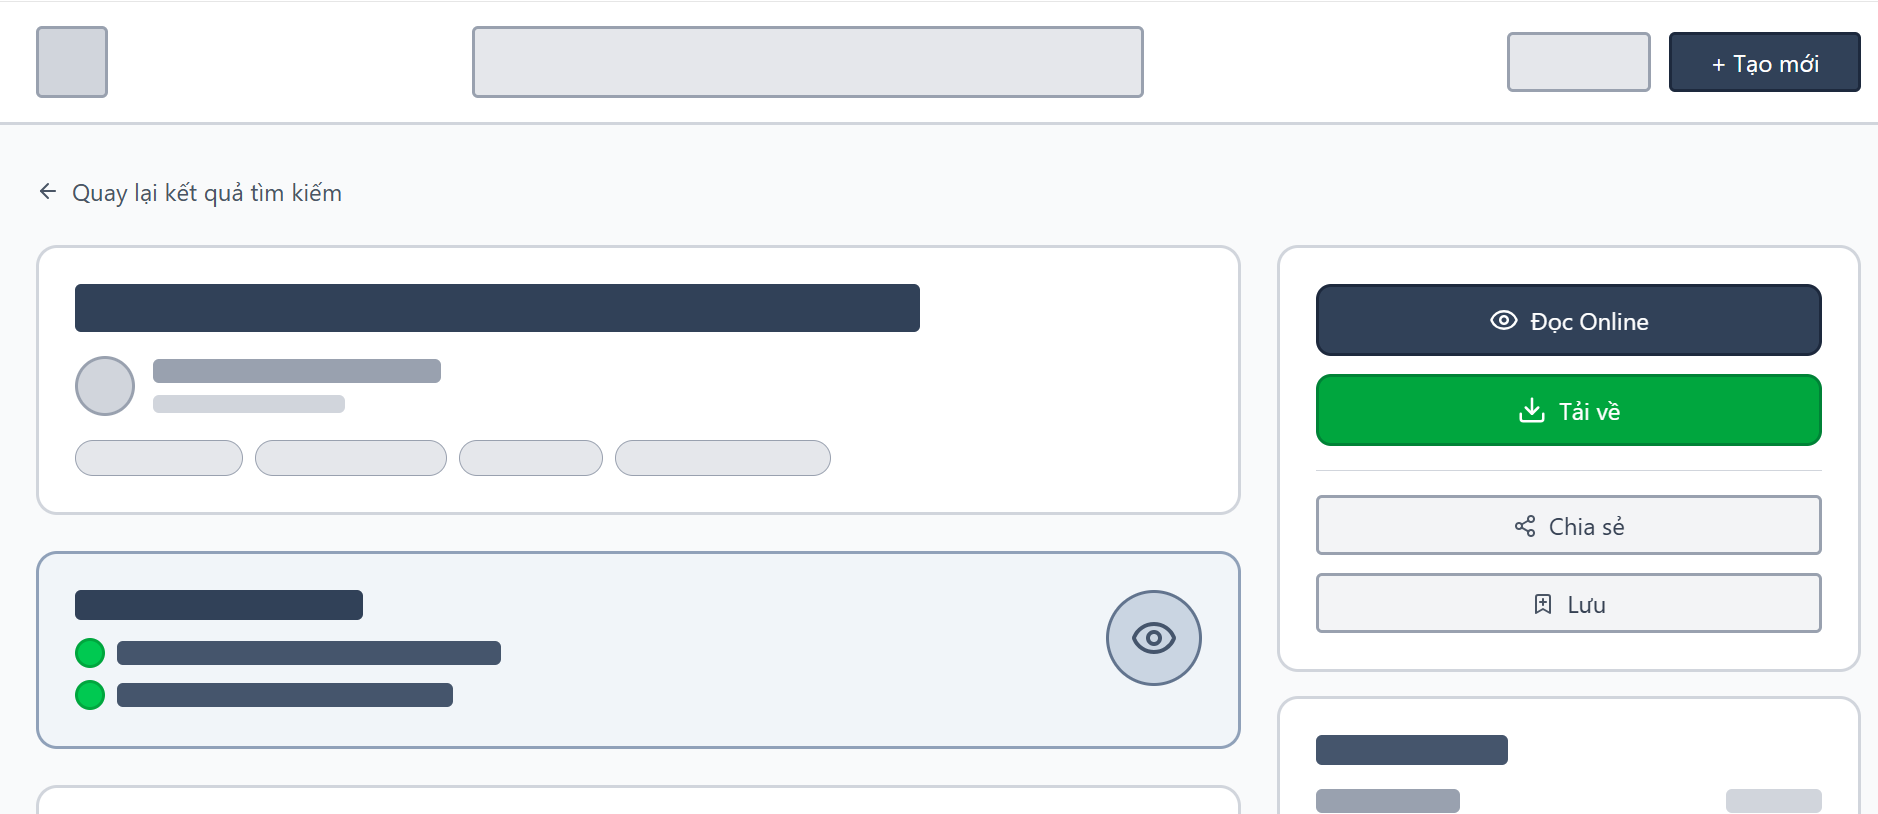 + Tạo mới
Quay lại kết quả tìm kiếm
Đọc Online
Tải về
Chia sẻ
Lưu